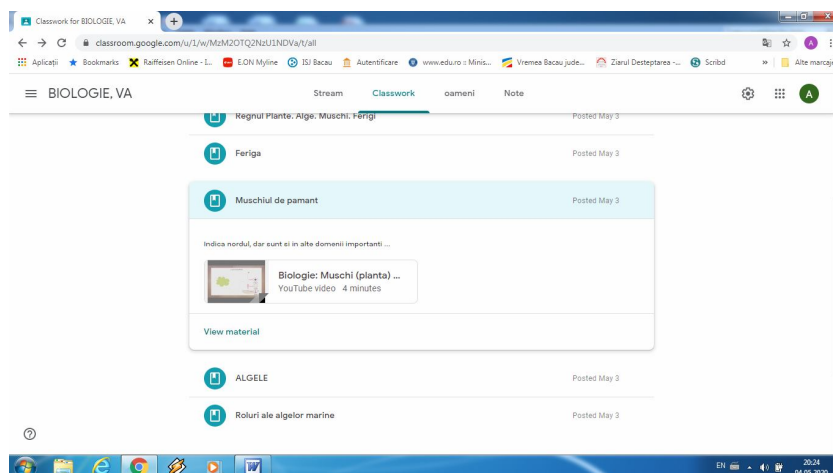 Classwork for BIOLOGIE, VA
classroom.google.com/u/1/w/MzM2OTQ2NzU1NDVa/t/all
Aplicații Bookmarks Raiffeisen Online - I... E.ON Myline ISJ Bacau Autentificare www.edu.ro :: Minis... Vremea Bacau jude... Ziarul Desteptarea -... Scribd » Alte marcaje
BIOLOGIE, VA Stream Classwork oameni Note A
Regnul Plante. Alge. Muschi. Ferigi Posted May 3
Feriga Posted May 3
Muschiul de pamant Posted May 3
Indica nordul, dar sunt si in alte domenii importanti ...
Biologie: Muschi (planta) ...
YouTube video 4 minutes
View material
ALGELE Posted May 3
Roluri ale algelor marine Posted May 3
EN 20:24
04.05.2020